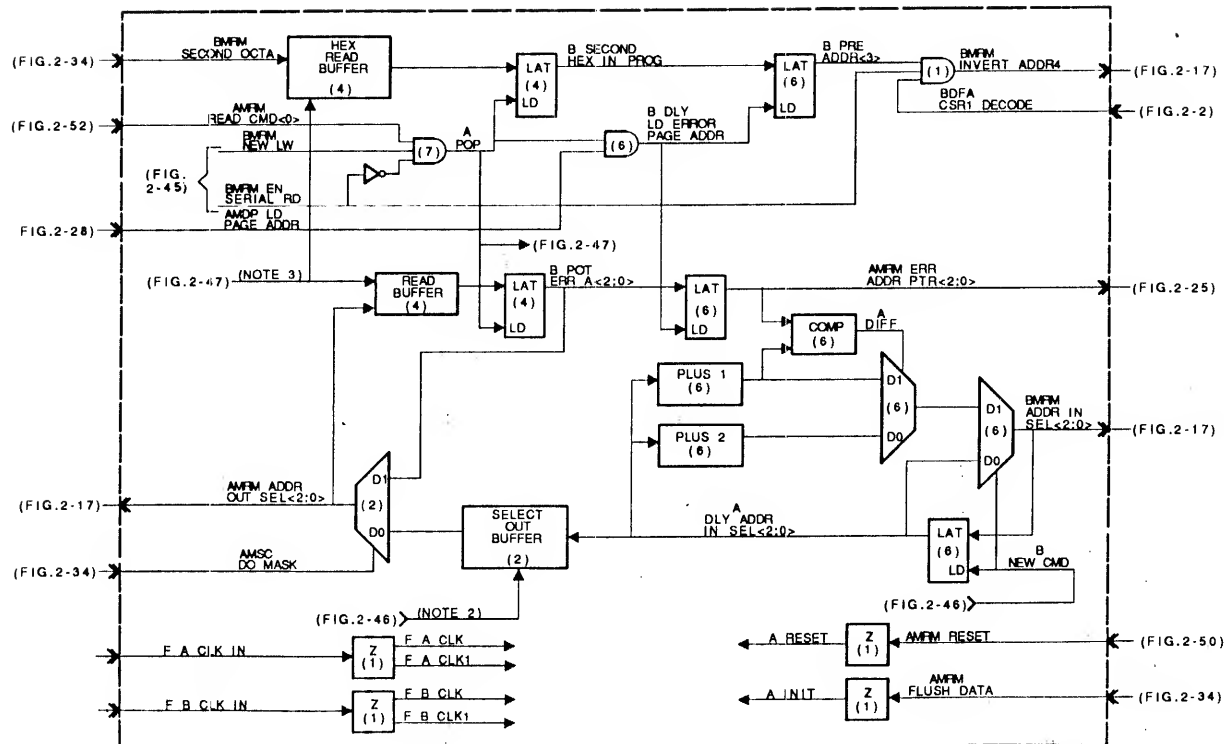 (FIG.2-34)
BMRM
SECOND OCTA
HEX
READ
BUFFER
(4)
LAT
(4)
LD
B SECOND
HEX IN PROG
LAT
(6)
LD
B PRE
ADDR<3>
(1)
BMRM
INVERT ADDR4
(FIG.2-17)
BDFA
CSR1 DECODE
(FIG.2-2)
(FIG.2-52)
AMRM
READ CMD<0>
BMRM
NEW LW
(FIG.
2-45)
BMRM EN
SERIAL RD
(7)
A
POP
(6)
B DLY
LD ERROR
PAGE ADDR
(FIG.2-28)
AMDP LD
PAGE ADDR
(FIG.2-47)
(FIG.2-47)
(NOTE 3)
READ
BUFFER
(4)
LAT
(4)
LD
B POT
ERR A<2:0>
LAT
(6)
LD
AMRM ERR
ADDR PTR<2:0>
(FIG.2-25)
COMP
(6)
A
DIFF
PLUS 1
(6)
PLUS 2
(6)
D1
(6)
D0
D1
(6)
D0
BMRM
ADDR IN
SEL<2:0>
(FIG.2-17)
(FIG.2-17)
AMRM ADDR
OUT SEL<2:0>
D1
(2)
D0
SELECT
OUT
BUFFER
(2)
A
DLY ADDR
IN SEL<2:0>
LAT
(6)
LD
B
NEW CMD
(FIG.2-46)
(FIG.2-34)
AMSC
DO MASK
(FIG.2-46)
(NOTE 2)
F A CLK IN
Z
(1)
F A CLK
F A CLK1
F B CLK IN
Z
(1)
F B CLK
F B CLK1
A RESET
Z
(1)
AMRM RESET
(FIG.2-50)
A INIT
Z
(1)
AMRM
FLUSH DATA
(FIG.2-34)